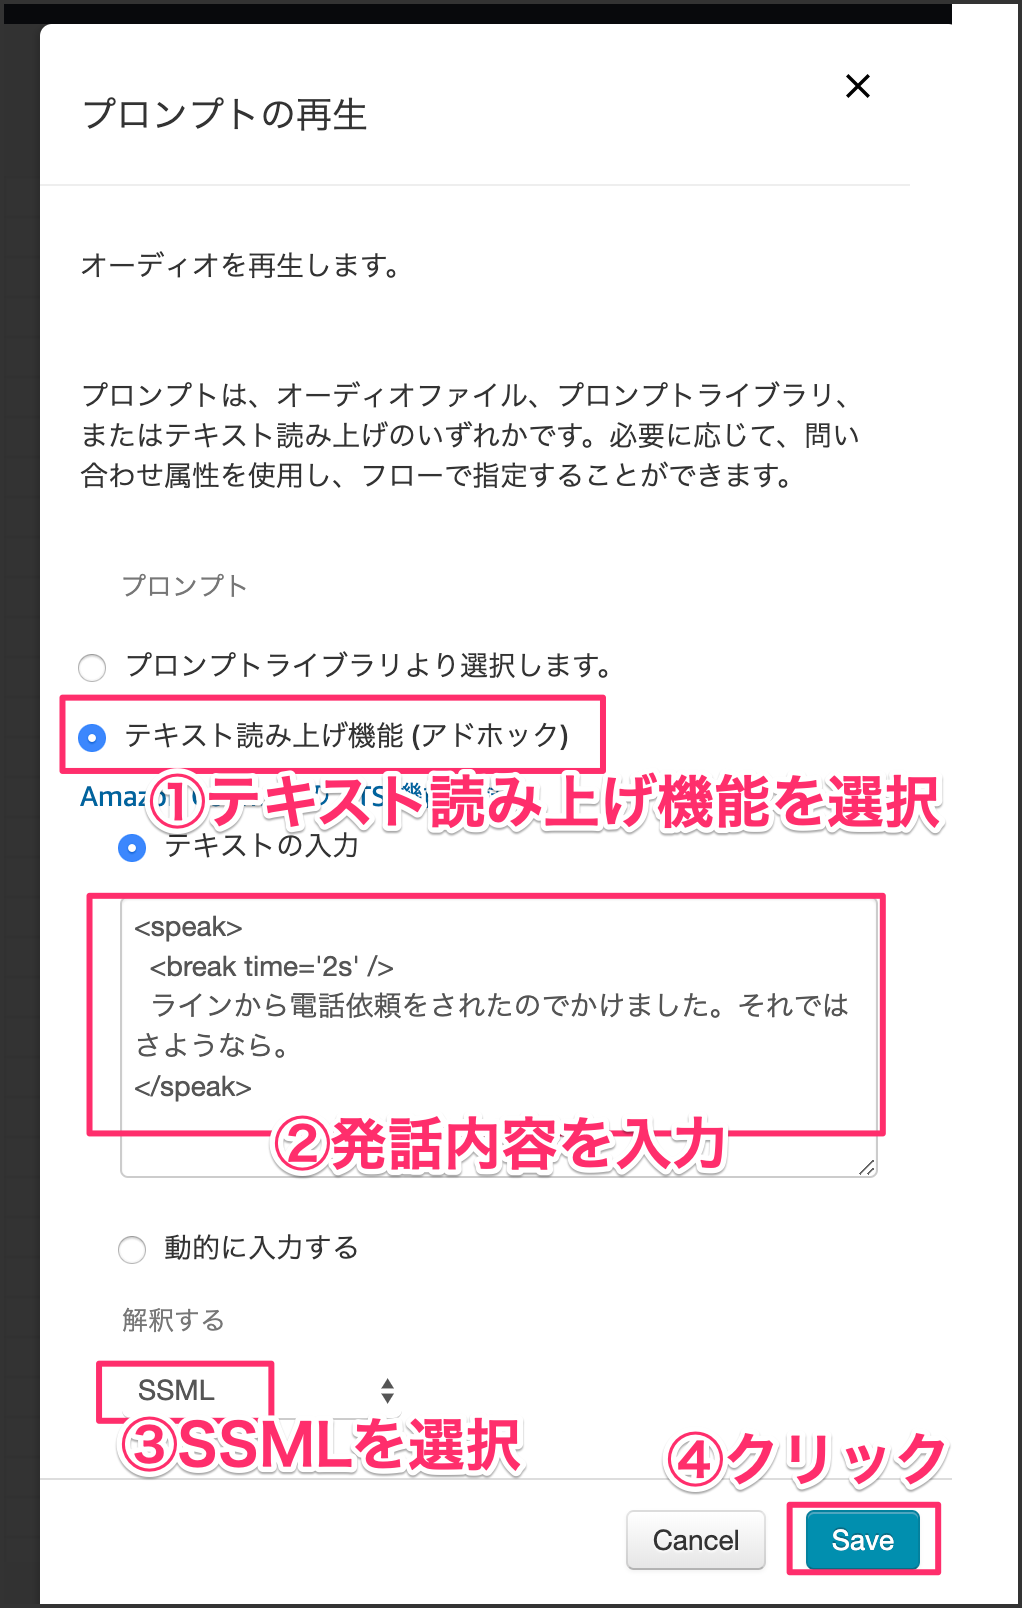 プロンプトの再生
オーディオを再生します。
プロンプトは、オーディオファイル、プロンプトライブラリ、
またはテキスト読み上げのいずれかです。必要に応じて、問い
合わせ属性を使用し、フローで指定することができます。
プロンプト
プロンプトライブラリより選択します。
テキスト読み上げ機能 (アドホック)
①テキスト読み上げ機能を選択
テキストの入力
<speak>
<break time='2s' />
ラインから電話依頼をされたのでかけました。それでは
さようなら。
</speak>
②発話内容を入力
動的に入力する
解釈する
SSML
③SSMLを選択
④クリック
Cancel
Save